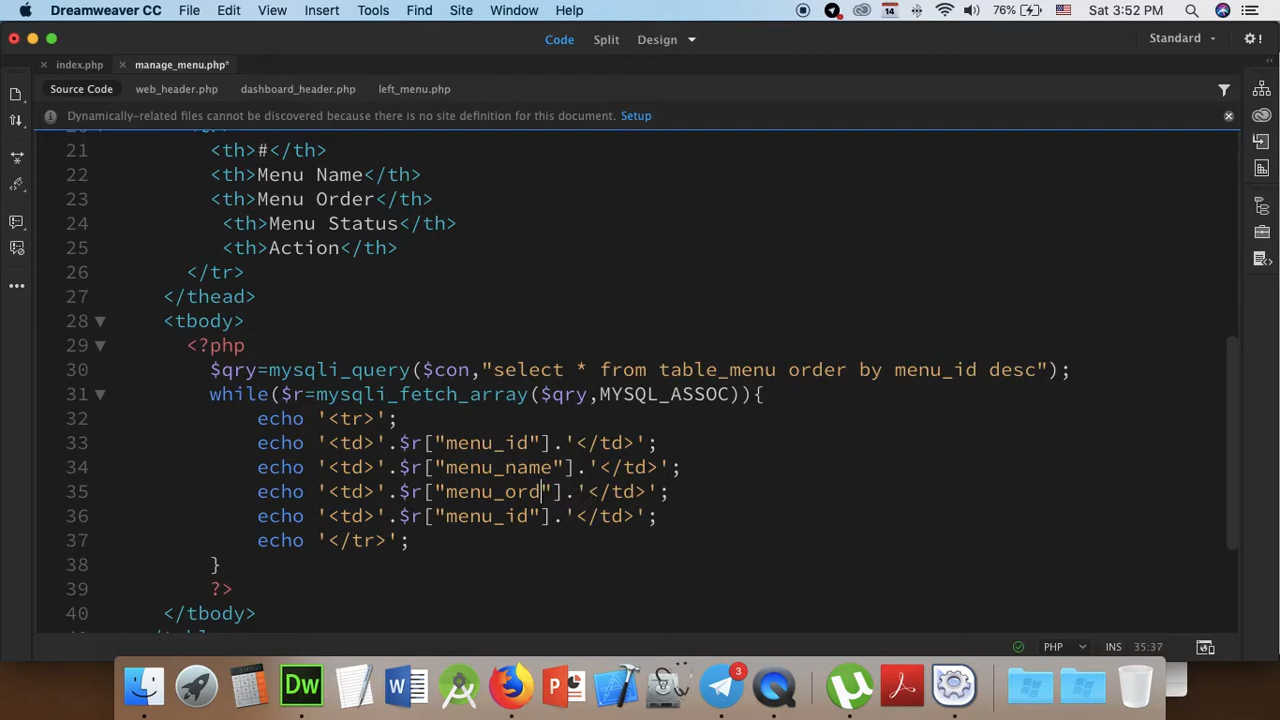 Dreamweaver CC File Edit View Insert Tools Find Site Window Help 14 76% Sat 3:52 PM
Code Split Design Standard
index.php manage_menu.php*
Source Code web_header.php dashboard_header.php left_menu.php
Dynamically-related files cannot be discovered because there is no site definition for this document. Setup
21 <th>#</th>
22 <th>Menu Name</th>
23 <th>Menu Order</th>
24 <th>Menu Status</th>
25 <th>Action</th>
26 </tr>
27 </thead>
28 <tbody>
29 <?php
30 $qry=mysqli_query($con,"select * from table_menu order by menu_id desc");
31 while($r=mysqli_fetch_array($qry,MYSQL_ASSOC)){
32 echo '<tr>';
33 echo '<td>'.$r["menu_id"].'</td>';
34 echo '<td>'.$r["menu_name"].'</td>';
35 echo '<td>'.$r["menu_ord"].'</td>';
36 echo '<td>'.$r["menu_id"].'</td>';
37 echo '</tr>';
38 }
39 ?>
40 </tbody>
PHP INS 35:37
Dw W P 3